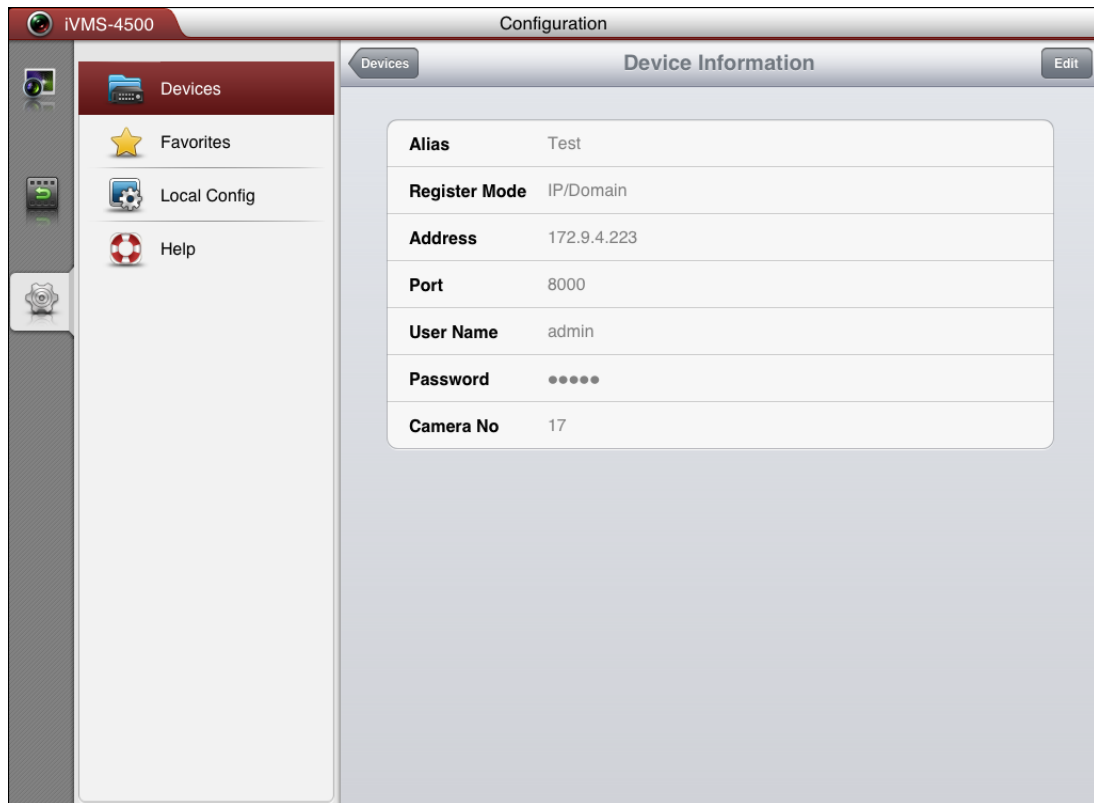 iVMS-4500
Configuration
Devices
Favorites
Local Config
Help
Devices
Device Information
Edit
Alias Test
Register Mode IP/Domain
Address 172.9.4.223
Port 8000
User Name admin
Password ●●●●●
Camera No 17